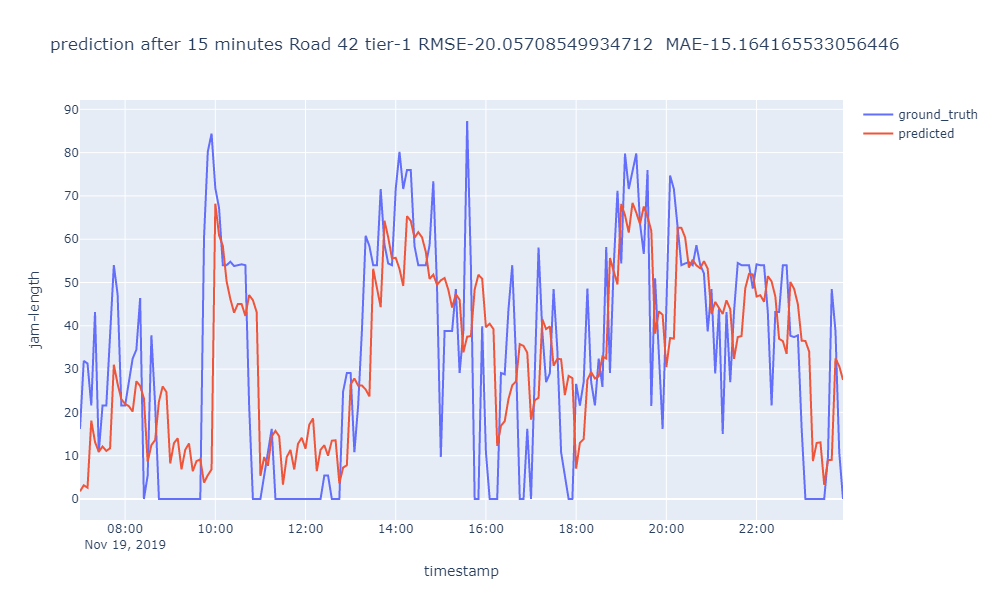 prediction after 15 minutes Road 42 tier-1 RMSE-20.05708549934712  MAE-15.164165533056446
ground_truth
predicted
90
80
70
60
50
40
30
20
10
0
jam-length
08:00 10:00 12:00 14:00 16:00 18:00 20:00 22:00
Nov 19, 2019
timestamp